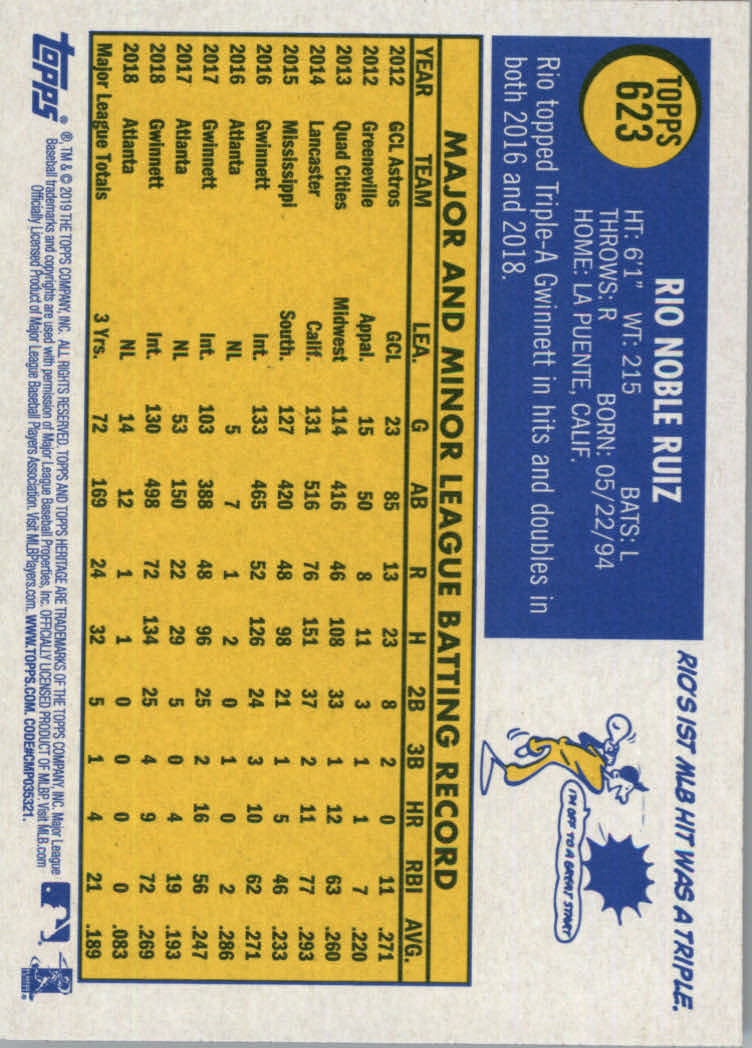 TOPPS
623
RIO NOBLE RUIZ
HT: 6'1" WT: 215 BATS: L
THROWS: R BORN: 05/22/94
HOME: LA PUENTE, CALIF.
Rio topped Triple-A Gwinnett in hits and doubles in
both 2016 and 2018.
RIO'S 1ST MLB HIT WAS A TRIPLE.
I'M OFF TO A GREAT START
MAJOR AND MINOR LEAGUE BATTING RECORD
YEAR TEAM LEA. G AB R H 2B 3B HR RBI AVG.
2012 GCL Astros GCL 23 85 13 23 8 2 0 11 .271
2012 Greeneville Appal. 15 50 8 11 3 1 1 7 .220
2013 Quad Cities Midwest 114 416 46 108 33 1 12 63 .260
2014 Lancaster Calif. 131 516 76 151 37 2 11 77 .293
2015 Mississippi South. 127 420 48 98 21 1 5 46 .233
2016 Gwinnett Int. 133 465 52 126 24 3 10 62 .271
2016 Atlanta NL 5 7 1 2 0 1 0 2 .286
2017 Gwinnett Int. 103 388 48 96 25 2 16 56 .247
2017 Atlanta NL 53 150 22 29 5 0 4 19 .193
2018 Gwinnett Int. 130 498 72 134 25 4 9 72 .269
2018 Atlanta NL 14 12 1 1 0 0 0 0 .083
Major League Totals 3 Yrs. 72 169 24 32 5 1 4 21 .189
topps®
®, TM & © 2019 THE TOPPS COMPANY, INC. ALL RIGHTS RESERVED. TOPPS AND TOPPS HERITAGE ARE TRADEMARKS OF THE TOPPS COMPANY, INC. Major League
Baseball trademarks and copyrights are used with permission of Major League Baseball Properties, Inc. OFFICIALLY LICENSED PRODUCT OF MLBP. Visit MLB.com
Officially Licensed Product of Major League Baseball Players Association. Visit MLBPlayers.com. WWW.TOPPS.COM. CODE#CMP035321.